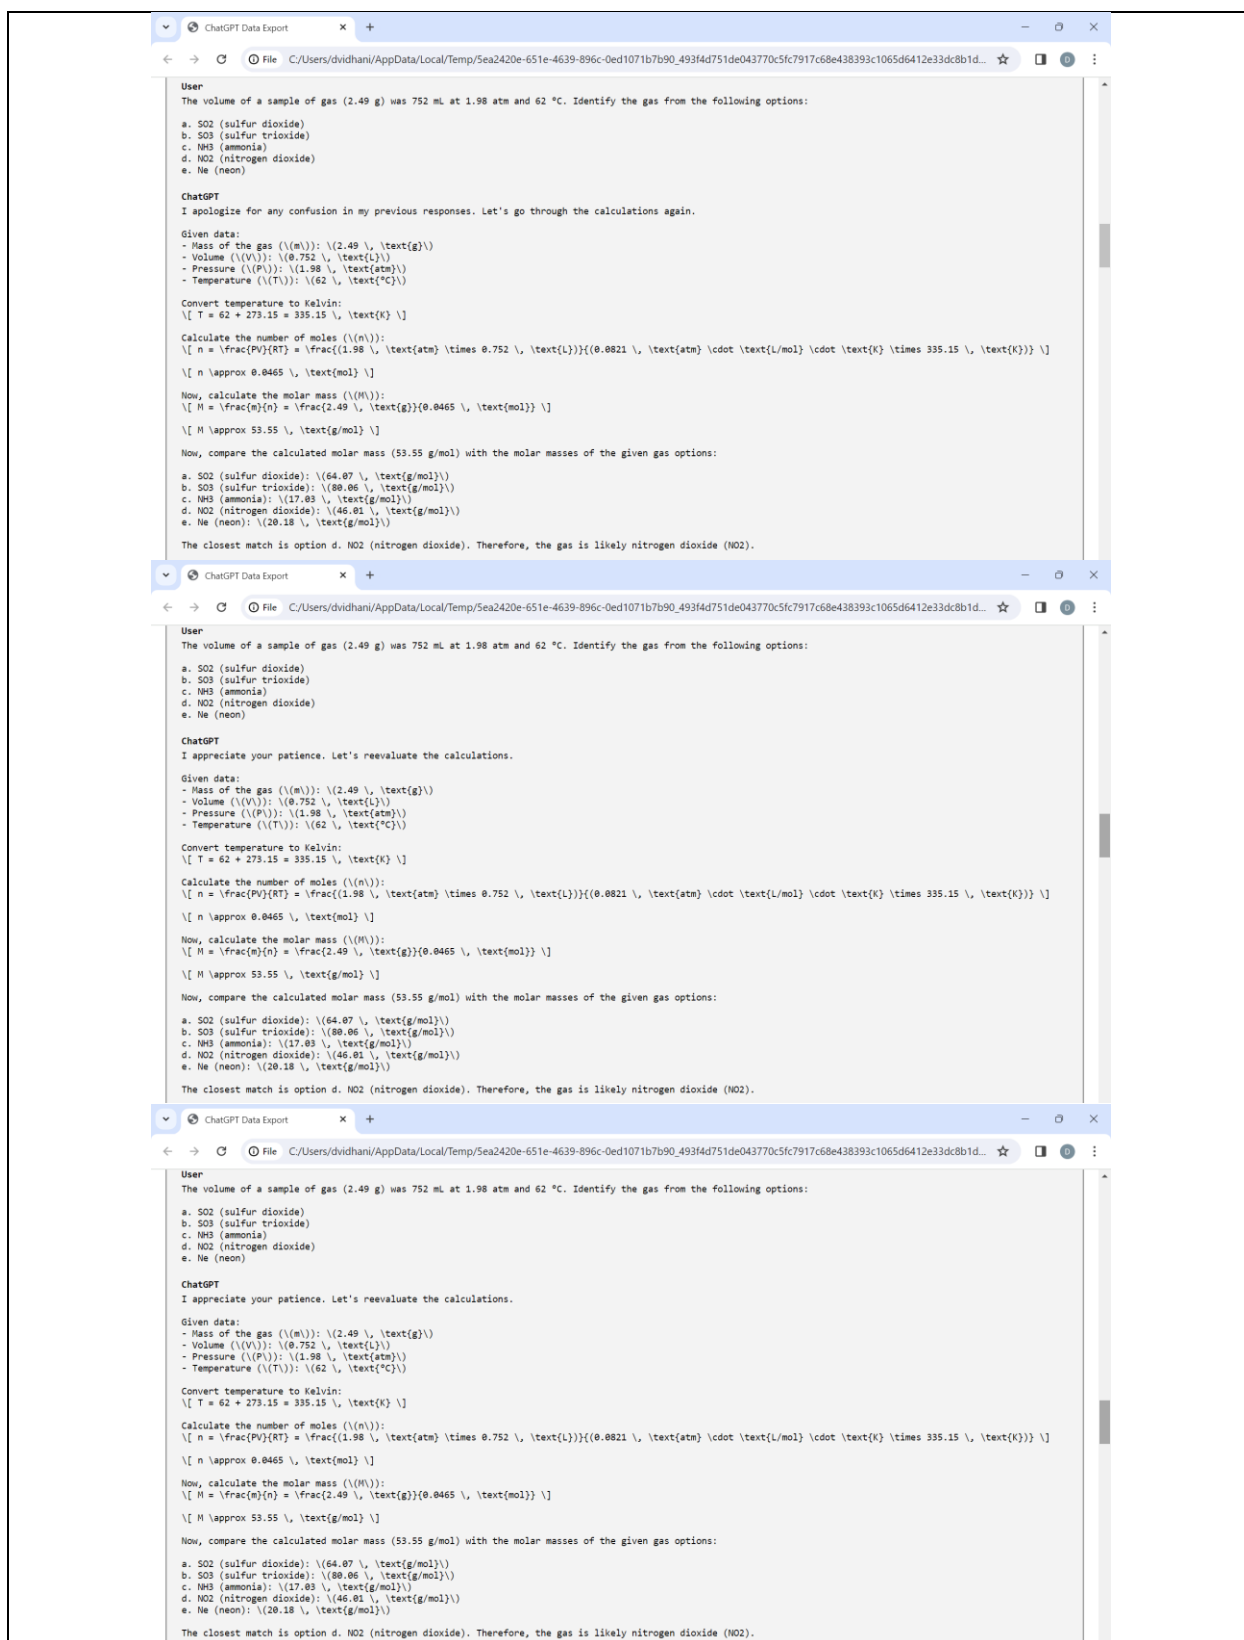 ChatGPT Data Export
File C:/Users/dvidhani/AppData/Local/Temp/5ea2420e-651e-4639-896c-0ed1071b7b90_493f4d751de043770c5fc7917c68e438393c1065d6412e33dc8b1d...
User
The volume of a sample of gas (2.49 g) was 752 mL at 1.98 atm and 62 °C. Identify the gas from the following options:
a. SO2 (sulfur dioxide)
b. SO3 (sulfur trioxide)
c. NH3 (ammonia)
d. NO2 (nitrogen dioxide)
e. Ne (neon)
ChatGPT
I apologize for any confusion in my previous responses. Let's go through the calculations again.
Given data:
- Mass of the gas (\(m\)): \(2.49 \, \text{g}\)
- Volume (\(V\)): \(0.752 \, \text{L}\)
- Pressure (\(P\)): \(1.98 \, \text{atm}\)
- Temperature (\(T\)): \(62 \, \text{°C}\)
Convert temperature to Kelvin:
\[ T = 62 + 273.15 = 335.15 \, \text{K} \]
Calculate the number of moles (\(n\)):
\[ n = \frac{PV}{RT} = \frac{(1.98 \, \text{atm} \times 0.752 \, \text{L})}{(0.0821 \, \text{atm} \cdot \text{L/mol} \cdot \text{K} \times 335.15 \, \text{K})} \]
\[ n \approx 0.0465 \, \text{mol} \]
Now, calculate the molar mass (\(M\)):
\[ M = \frac{m}{n} = \frac{2.49 \, \text{g}}{0.0465 \, \text{mol}} \]
\[ M \approx 53.55 \, \text{g/mol} \]
Now, compare the calculated molar mass (53.55 g/mol) with the molar masses of the given gas options:
a. SO2 (sulfur dioxide): \(64.07 \, \text{g/mol}\)
b. SO3 (sulfur trioxide): \(80.06 \, \text{g/mol}\)
c. NH3 (ammonia): \(17.03 \, \text{g/mol}\)
d. NO2 (nitrogen dioxide): \(46.01 \, \text{g/mol}\)
e. Ne (neon): \(20.18 \, \text{g/mol}\)
The closest match is option d. NO2 (nitrogen dioxide). Therefore, the gas is likely nitrogen dioxide (NO2).
ChatGPT Data Export
File C:/Users/dvidhani/AppData/Local/Temp/5ea2420e-651e-4639-896c-0ed1071b7b90_493f4d751de043770c5fc7917c68e438393c1065d6412e33dc8b1d...
User
The volume of a sample of gas (2.49 g) was 752 mL at 1.98 atm and 62 °C. Identify the gas from the following options:
a. SO2 (sulfur dioxide)
b. SO3 (sulfur trioxide)
c. NH3 (ammonia)
d. NO2 (nitrogen dioxide)
e. Ne (neon)
ChatGPT
I appreciate your patience. Let's reevaluate the calculations.
Given data:
- Mass of the gas (\(m\)): \(2.49 \, \text{g}\)
- Volume (\(V\)): \(0.752 \, \text{L}\)
- Pressure (\(P\)): \(1.98 \, \text{atm}\)
- Temperature (\(T\)): \(62 \, \text{°C}\)
Convert temperature to Kelvin:
\[ T = 62 + 273.15 = 335.15 \, \text{K} \]
Calculate the number of moles (\(n\)):
\[ n = \frac{PV}{RT} = \frac{(1.98 \, \text{atm} \times 0.752 \, \text{L})}{(0.0821 \, \text{atm} \cdot \text{L/mol} \cdot \text{K} \times 335.15 \, \text{K})} \]
\[ n \approx 0.0465 \, \text{mol} \]
Now, calculate the molar mass (\(M\)):
\[ M = \frac{m}{n} = \frac{2.49 \, \text{g}}{0.0465 \, \text{mol}} \]
\[ M \approx 53.55 \, \text{g/mol} \]
Now, compare the calculated molar mass (53.55 g/mol) with the molar masses of the given gas options:
a. SO2 (sulfur dioxide): \(64.07 \, \text{g/mol}\)
b. SO3 (sulfur trioxide): \(80.06 \, \text{g/mol}\)
c. NH3 (ammonia): \(17.03 \, \text{g/mol}\)
d. NO2 (nitrogen dioxide): \(46.01 \, \text{g/mol}\)
e. Ne (neon): \(20.18 \, \text{g/mol}\)
The closest match is option d. NO2 (nitrogen dioxide). Therefore, the gas is likely nitrogen dioxide (NO2).
ChatGPT Data Export
File C:/Users/dvidhani/AppData/Local/Temp/5ea2420e-651e-4639-896c-0ed1071b7b90_493f4d751de043770c5fc7917c68e438393c1065d6412e33dc8b1d...
User
The volume of a sample of gas (2.49 g) was 752 mL at 1.98 atm and 62 °C. Identify the gas from the following options:
a. SO2 (sulfur dioxide)
b. SO3 (sulfur trioxide)
c. NH3 (ammonia)
d. NO2 (nitrogen dioxide)
e. Ne (neon)
ChatGPT
I appreciate your patience. Let's reevaluate the calculations.
Given data:
- Mass of the gas (\(m\)): \(2.49 \, \text{g}\)
- Volume (\(V\)): \(0.752 \, \text{L}\)
- Pressure (\(P\)): \(1.98 \, \text{atm}\)
- Temperature (\(T\)): \(62 \, \text{°C}\)
Convert temperature to Kelvin:
\[ T = 62 + 273.15 = 335.15 \, \text{K} \]
Calculate the number of moles (\(n\)):
\[ n = \frac{PV}{RT} = \frac{(1.98 \, \text{atm} \times 0.752 \, \text{L})}{(0.0821 \, \text{atm} \cdot \text{L/mol} \cdot \text{K} \times 335.15 \, \text{K})} \]
\[ n \approx 0.0465 \, \text{mol} \]
Now, calculate the molar mass (\(M\)):
\[ M = \frac{m}{n} = \frac{2.49 \, \text{g}}{0.0465 \, \text{mol}} \]
\[ M \approx 53.55 \, \text{g/mol} \]
Now, compare the calculated molar mass (53.55 g/mol) with the molar masses of the given gas options:
a. SO2 (sulfur dioxide): \(64.07 \, \text{g/mol}\)
b. SO3 (sulfur trioxide): \(80.06 \, \text{g/mol}\)
c. NH3 (ammonia): \(17.03 \, \text{g/mol}\)
d. NO2 (nitrogen dioxide): \(46.01 \, \text{g/mol}\)
e. Ne (neon): \(20.18 \, \text{g/mol}\)
The closest match is option d. NO2 (nitrogen dioxide). Therefore, the gas is likely nitrogen dioxide (NO2).